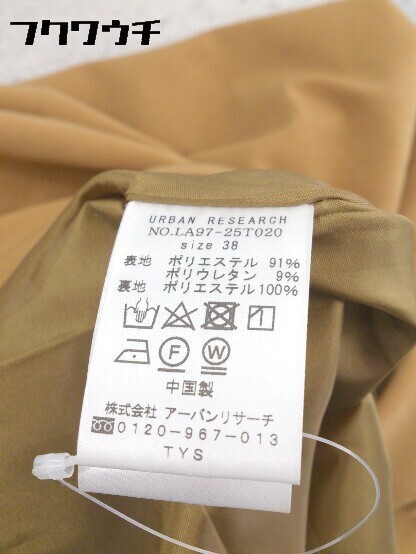 フクワウチ
URBAN RESEARCH
NO.LA97-25T020
size 38
表地 ポリエステル 91%
ポリウレタン 9%
裏地 ポリエステル100%
F W
中国製
株式会社 アーバンリサーチ
0120-967-013
TYS